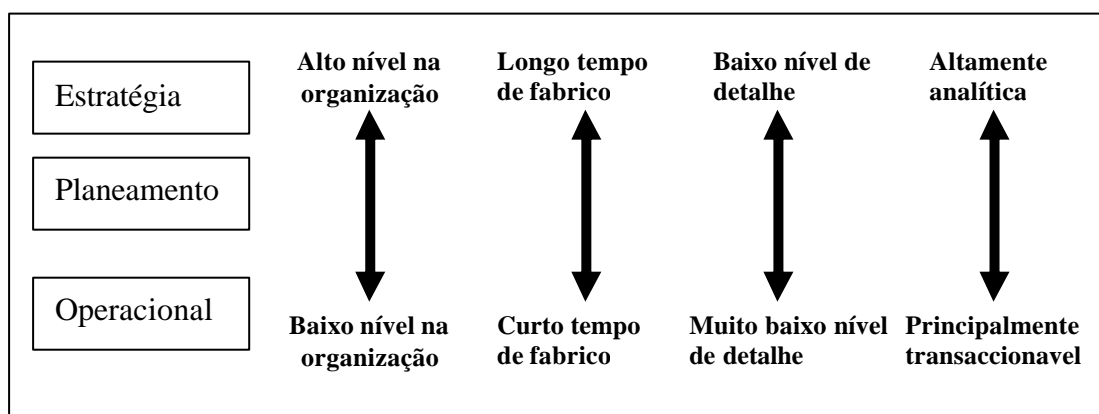 Estratégia
Planeamento
Operacional
Alto nível na
organização
Longo tempo
de fabrico
Baixo nível de
detalhe
Altamente
analítica
Baixo nível na
organização
Curto tempo
de fabrico
Muito baixo nível
de detalhe
Principalmente
transaccionavel